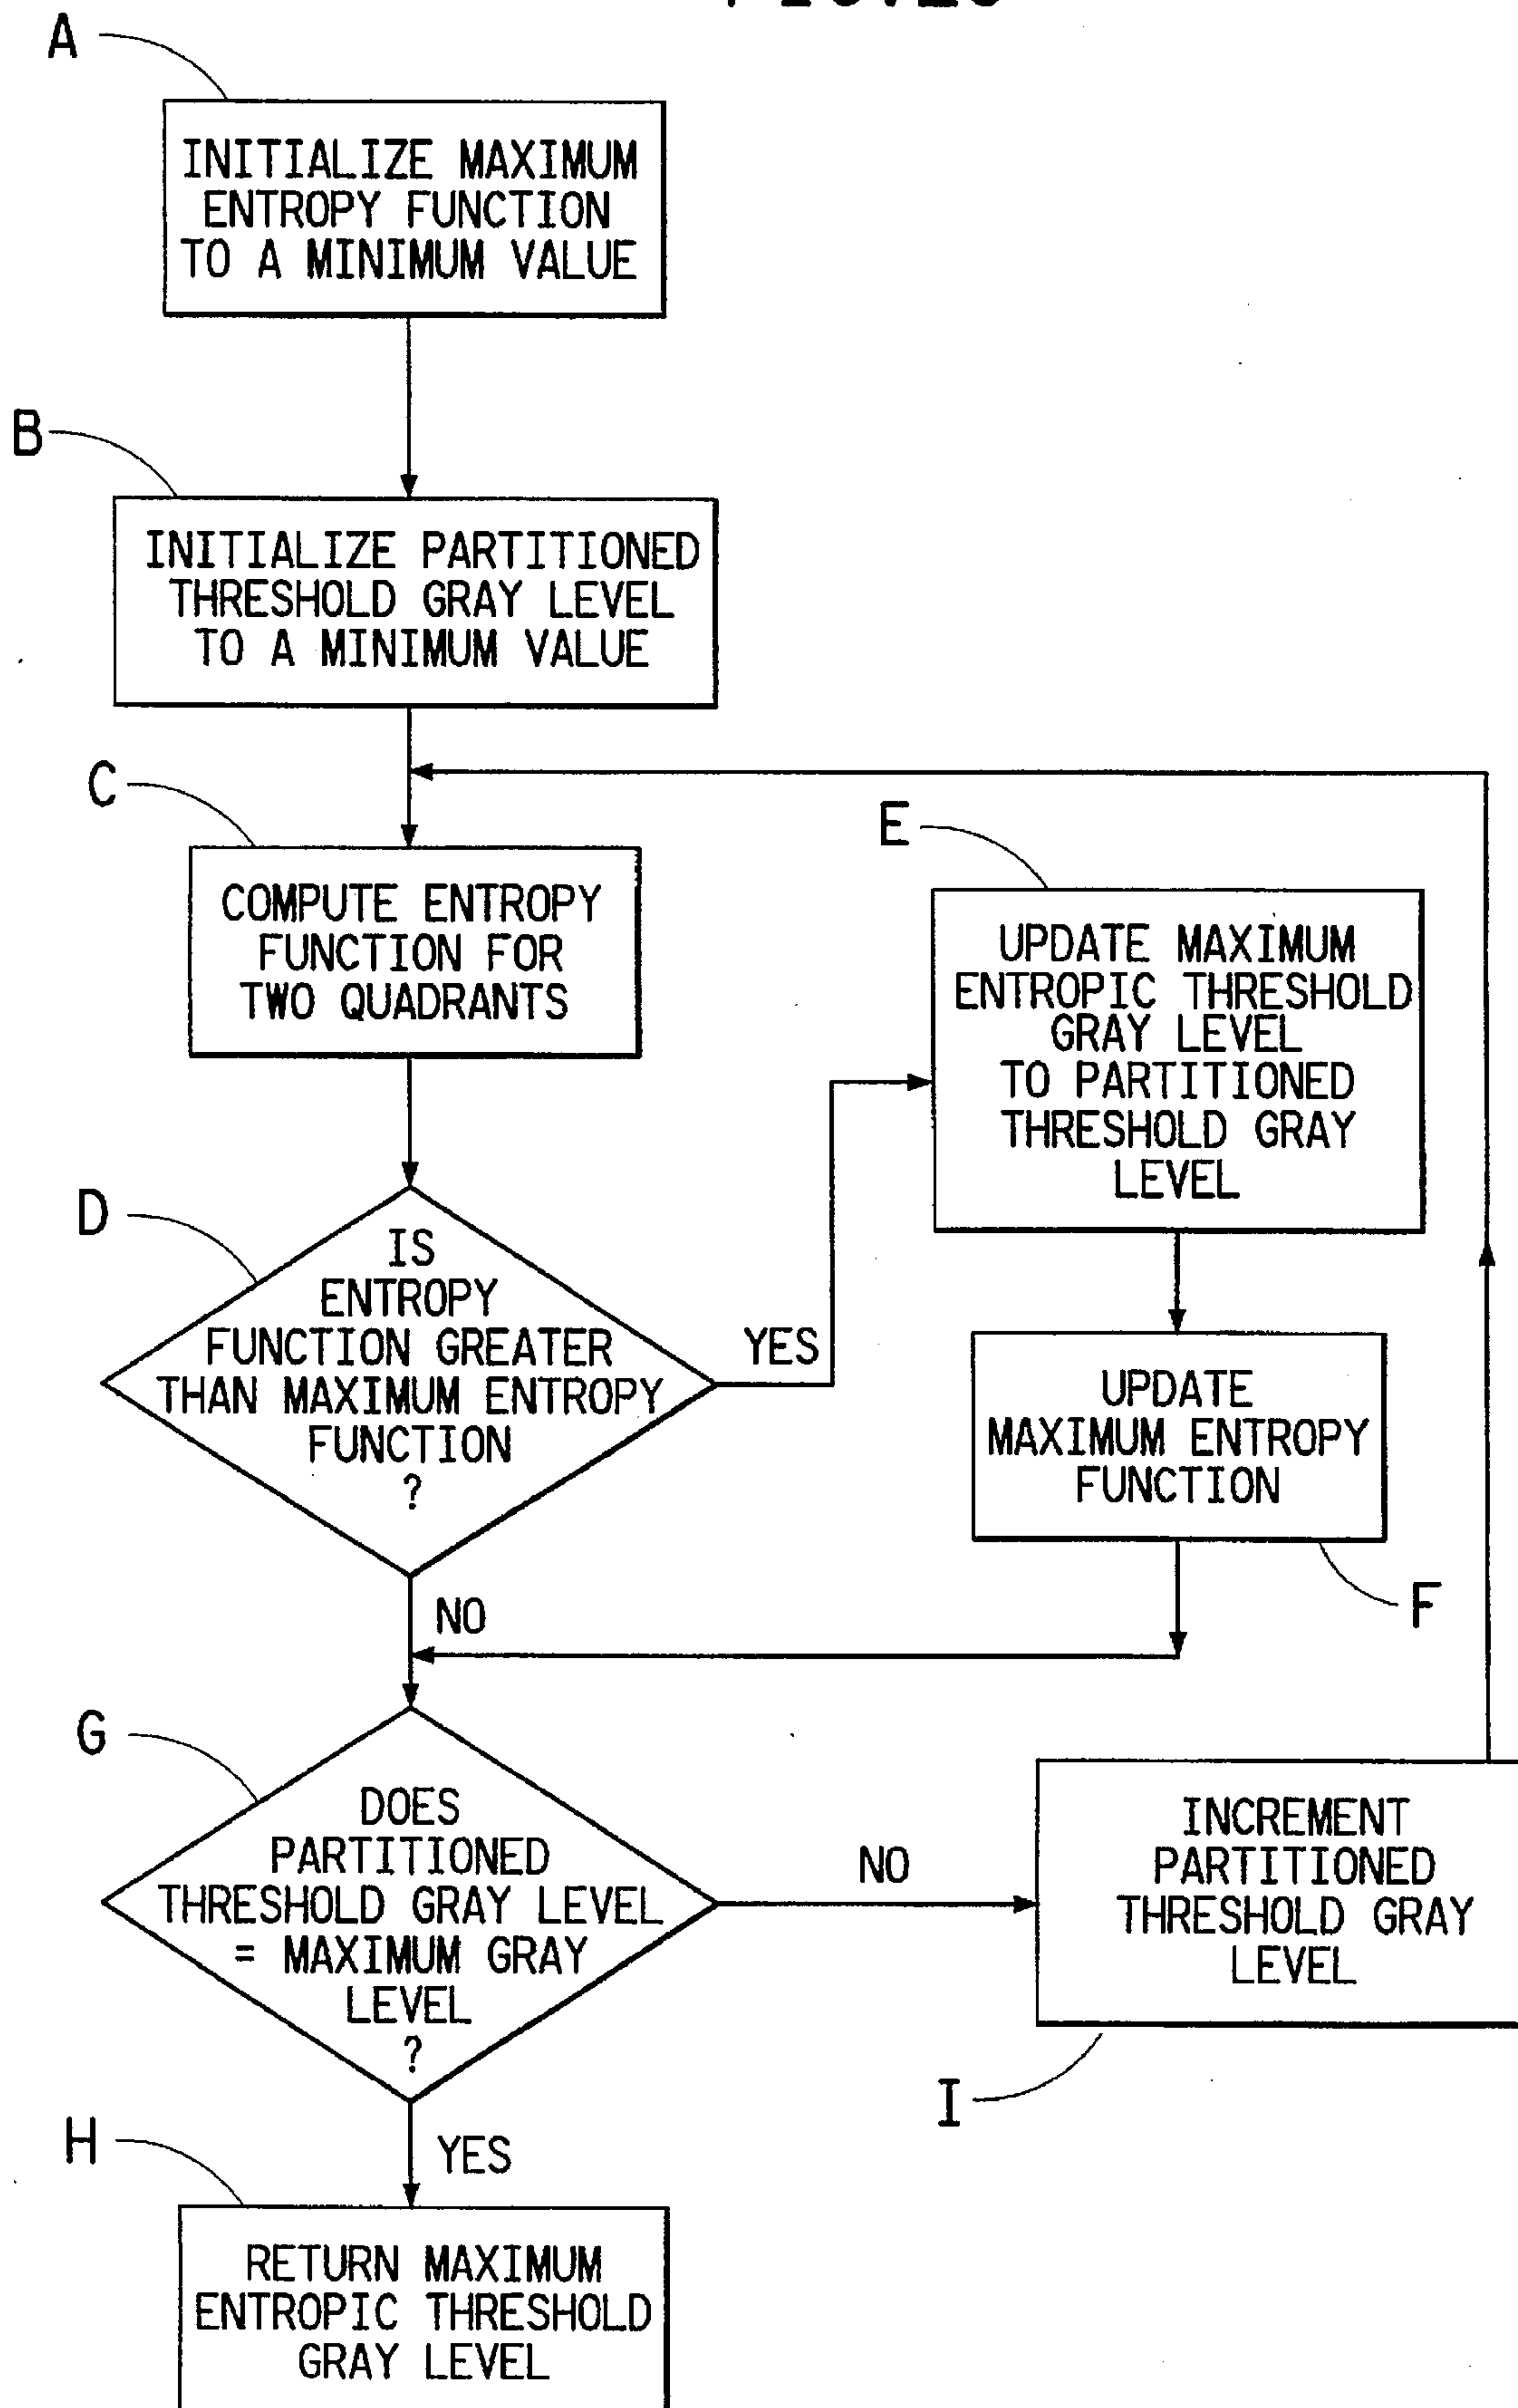 A
INITIALIZE MAXIMUM
ENTROPY FUNCTION
TO A MINIMUM VALUE
B
INITIALIZE PARTITIONED
THRESHOLD GRAY LEVEL
TO A MINIMUM VALUE
C
COMPUTE ENTROPY
FUNCTION FOR
TWO QUADRANTS
E
UPDATE MAXIMUM
ENTROPIC THRESHOLD
GRAY LEVEL
TO PARTITIONED
THRESHOLD GRAY
LEVEL
D
IS
ENTROPY
FUNCTION GREATER
THAN MAXIMUM ENTROPY
FUNCTION
?
YES
UPDATE
MAXIMUM ENTROPY
FUNCTION
F
NO
G
DOES
PARTITIONED
THRESHOLD GRAY LEVEL
= MAXIMUM GRAY
LEVEL
?
NO
INCREMENT
PARTITIONED
THRESHOLD GRAY
LEVEL
I
H
YES
RETURN MAXIMUM
ENTROPIC THRESHOLD
GRAY LEVEL